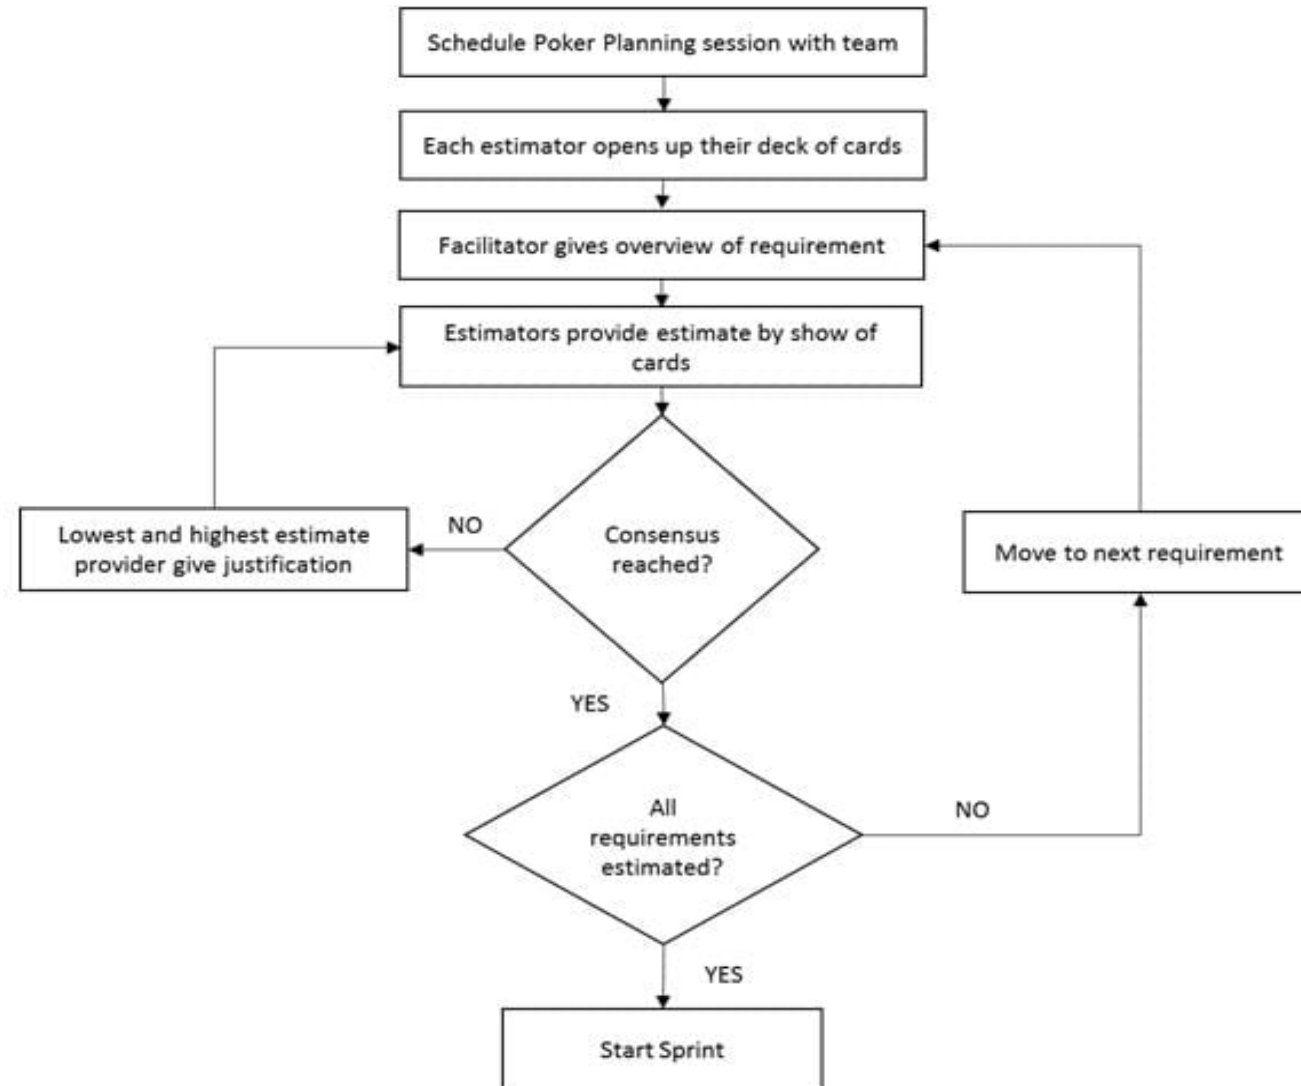 Schedule Poker Planning session with team
Each estimator opens up their deck of cards
Facilitator gives overview of requirement
Estimators provide estimate by show of
cards
Lowest and highest estimate
provider give justification
NO
Consensus
reached?
Move to next requirement
YES
All
requirements
estimated?
NO
YES
Start Sprint